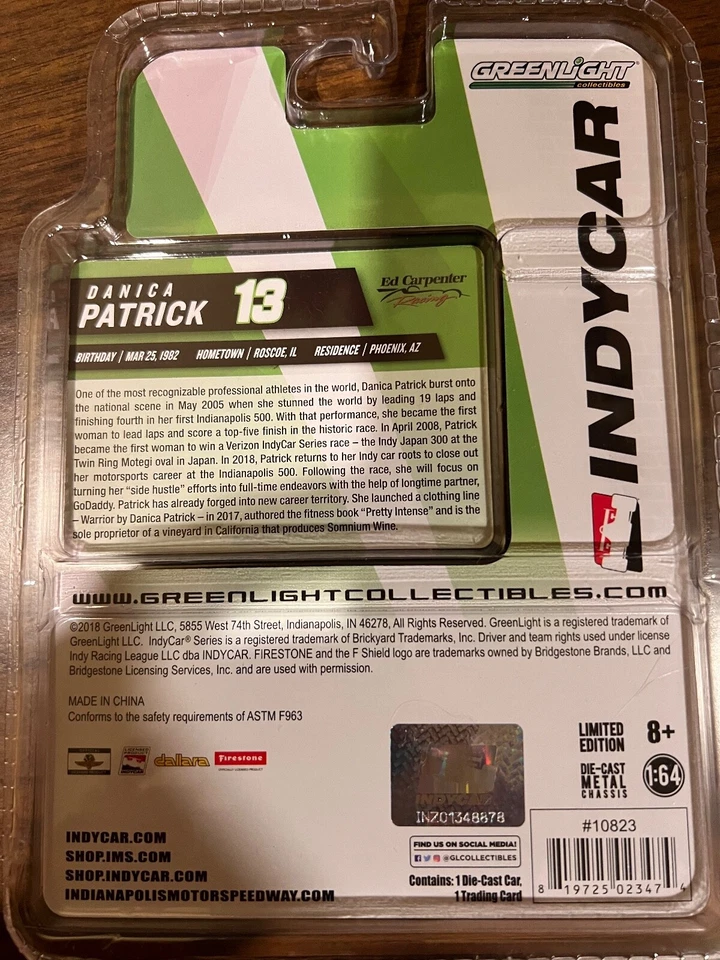 GREENLIGHT®
collectibles
INDYCAR
DANICA
PATRICK 13
Ed Carpenter
Racing
BIRTHDAY / MAR 25, 1982 HOMETOWN / ROSCOE, IL RESIDENCE / PHOENIX, AZ
One of the most recognizable professional athletes in the world, Danica Patrick burst onto
the national scene in May 2005 when she stunned the world by leading 19 laps and
finishing fourth in her first Indianapolis 500. With that performance, she became the first
woman to lead laps and score a top-five finish in the historic race. In April 2008, Patrick
became the first woman to win a Verizon IndyCar Series race – the Indy Japan 300 at the
Twin Ring Motegi oval in Japan. In 2018, Patrick returns to her Indy car roots to close out
her motorsports career at the Indianapolis 500. Following the race, she will focus on
turning her “side hustle” efforts into full-time endeavors with the help of longtime partner,
GoDaddy. Patrick has already forged into new career territory. She launched a clothing line
– Warrior by Danica Patrick – in 2017, authored the fitness book “Pretty Intense” and is the
sole proprietor of a vineyard in California that produces Somnium Wine.
WWW.GREENLIGHTCOLLECTIBLES.COM
©2018 GreenLight LLC, 5855 West 74th Street, Indianapolis, IN 46278, All Rights Reserved. GreenLight is a registered trademark of
GreenLight LLC. IndyCar® Series is a registered trademark of Brickyard Trademarks, Inc. Driver and team rights used under license
Indy Racing League LLC dba INDYCAR. FIRESTONE and the F Shield logo are trademarks owned by Bridgestone Brands, LLC and
Bridgestone Licensing Services, Inc. and are used with permission.
MADE IN CHINA
Conforms to the safety requirements of ASTM F963
dallara
Firestone
INDYCAR
INZ01348878
LIMITED
EDITION
8+
DIE-CAST
METAL
CHASSIS
1:64
INDYCAR.COM
SHOP.IMS.COM
SHOP.INDYCAR.COM
INDIANAPOLISMOTORSPEEDWAY.COM
FIND US ON SOCIAL MEDIA!
@GLCOLLECTIBLES
Contains: 1 Die-Cast Car,
1 Trading Card
#10823
8 19725 02347 4